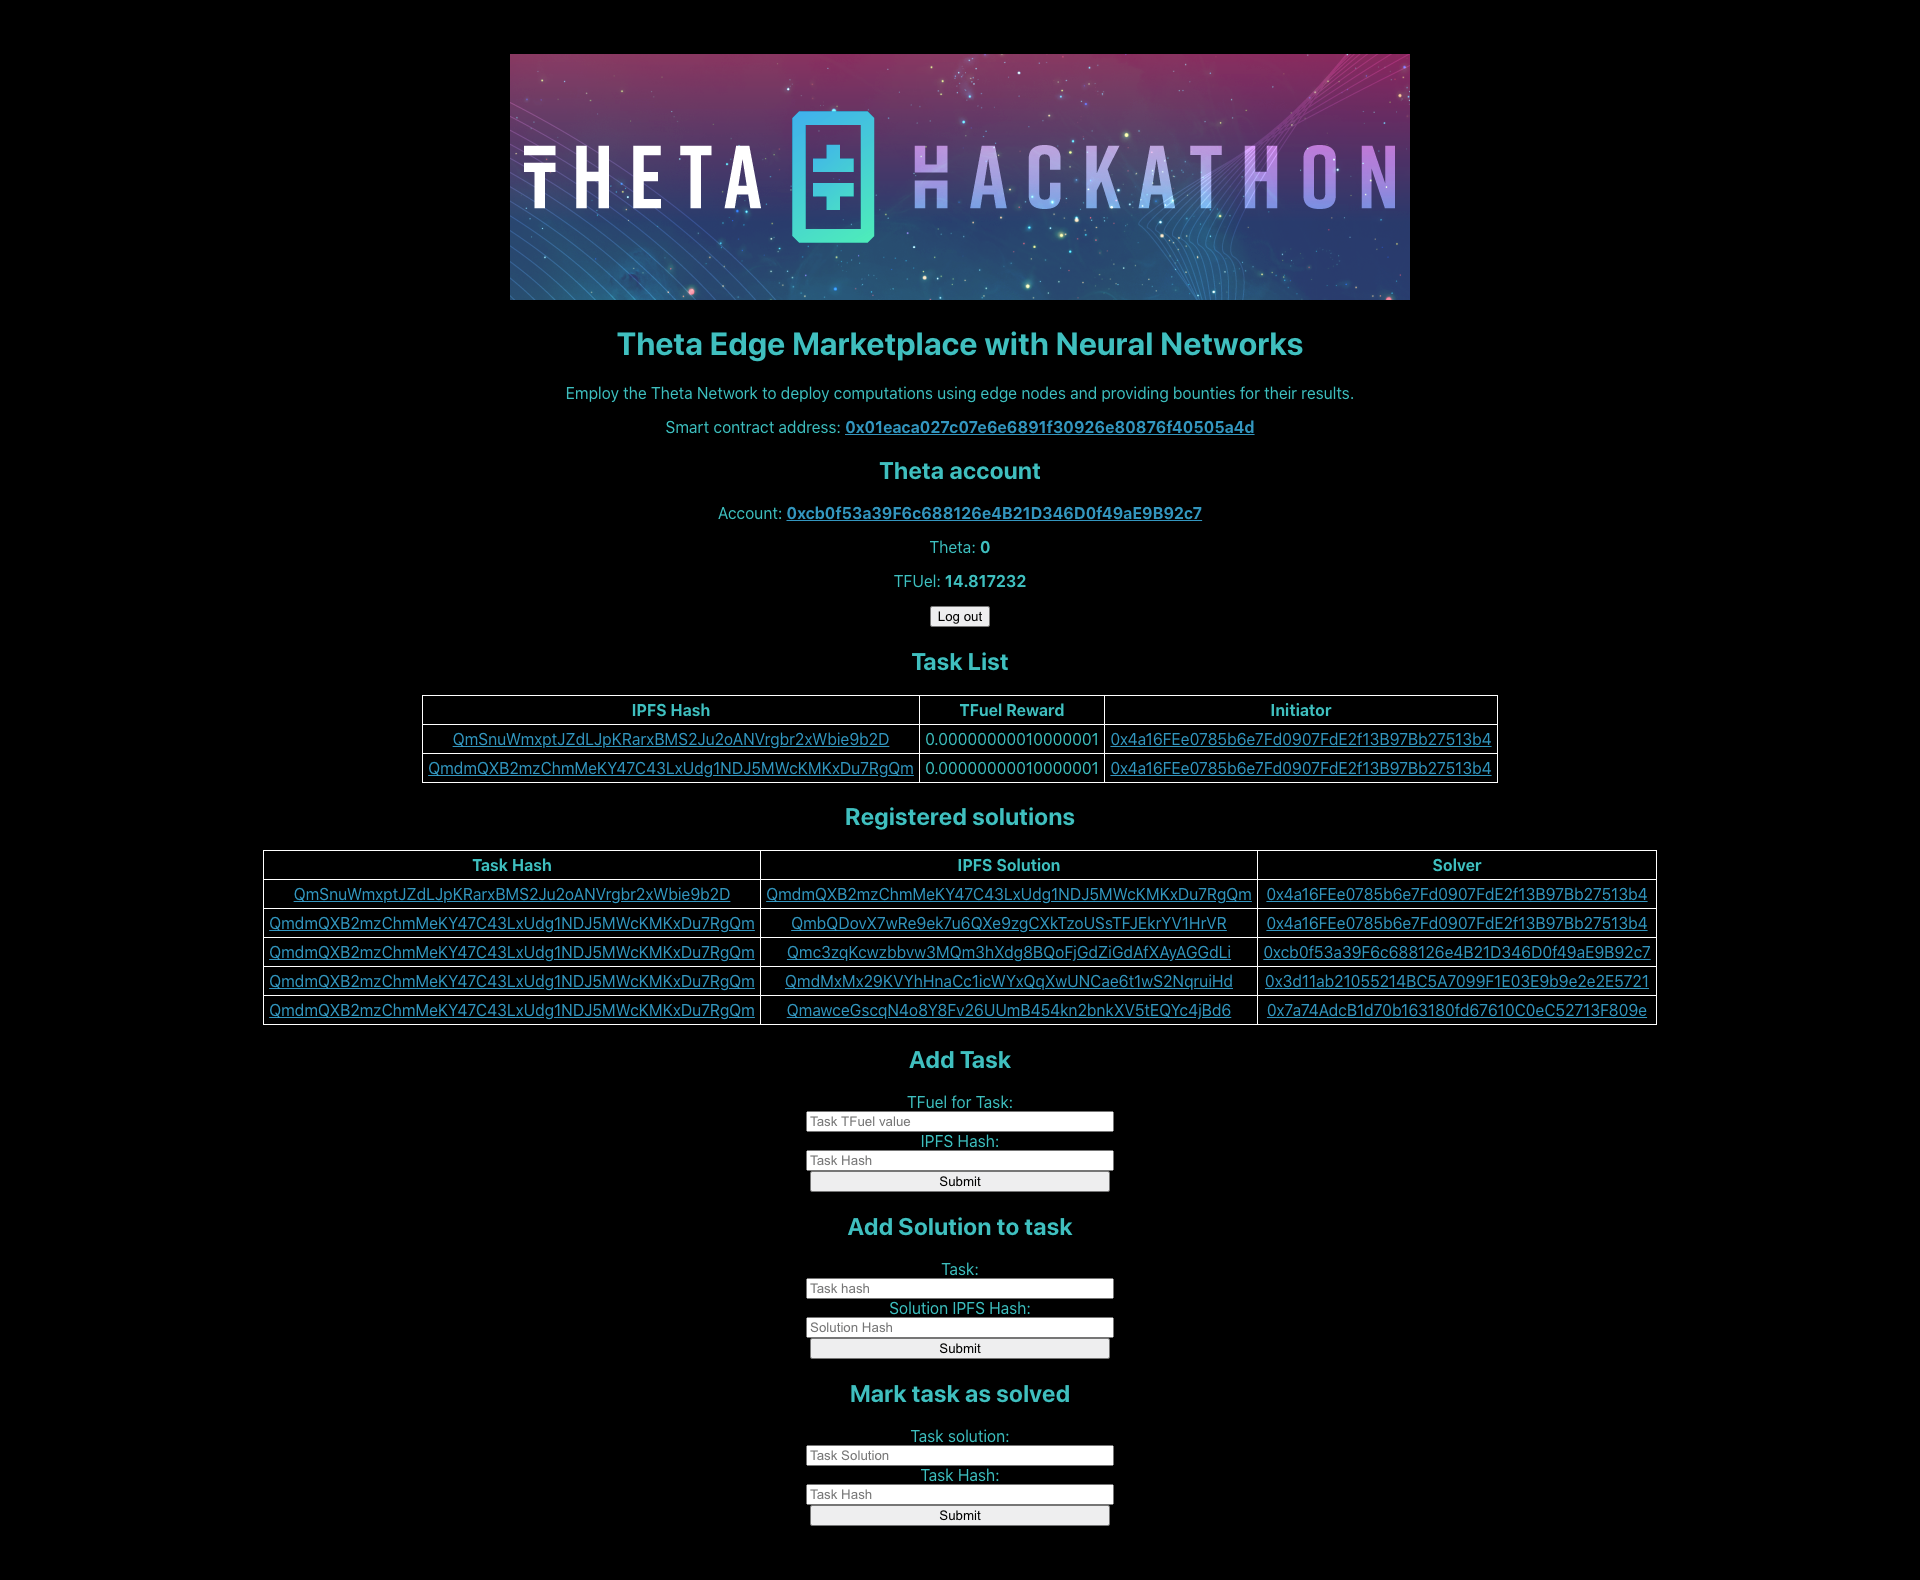 THETA HACKATHON
Theta Edge Marketplace with Neural Networks
Employ the Theta Network to deploy computations using edge nodes and providing bounties for their results.
Smart contract address: 0x01eaca027c07e6e6891f30926e80876f40505a4d
Theta account
Account: 0xcb0f53a39F6c688126e4B21D346D0f49aE9B92c7
Theta: 0
TFUel: 14.817232
Log out
Task List
IPFS Hash TFuel Reward Initiator
QmSnuWmxptJZdLJpKRarxBMS2Ju2oANVrgbr2xWbie9b2D 0.00000000010000001 0x4a16FEe0785b6e7Fd0907FdE2f13B97Bb27513b4
QmdmQXB2mzChmMeKY47C43LxUdg1NDJ5MWcKMKxDu7RgQm 0.00000000010000001 0x4a16FEe0785b6e7Fd0907FdE2f13B97Bb27513b4
Registered solutions
Task Hash IPFS Solution Solver
QmSnuWmxptJZdLJpKRarxBMS2Ju2oANVrgbr2xWbie9b2D QmdmQXB2mzChmMeKY47C43LxUdg1NDJ5MWcKMKxDu7RgQm 0x4a16FEe0785b6e7Fd0907FdE2f13B97Bb27513b4
QmdmQXB2mzChmMeKY47C43LxUdg1NDJ5MWcKMKxDu7RgQm QmbQDovX7wRe9ek7u6QXe9zgCXkTzoUSsTFJEkrYV1HrVR 0x4a16FEe0785b6e7Fd0907FdE2f13B97Bb27513b4
QmdmQXB2mzChmMeKY47C43LxUdg1NDJ5MWcKMKxDu7RgQm Qmc3zqKcwzbbvw3MQm3hXdg8BQoFjGdZiGdAfXAyAGGdLi 0xcb0f53a39F6c688126e4B21D346D0f49aE9B92c7
QmdmQXB2mzChmMeKY47C43LxUdg1NDJ5MWcKMKxDu7RgQm QmdMxMx29KVYhHnaCc1icWYxQqXwUNCae6t1wS2NqruiHd 0x3d11ab21055214BC5A7099F1E03E9b9e2e2E5721
QmdmQXB2mzChmMeKY47C43LxUdg1NDJ5MWcKMKxDu7RgQm QmawceGscqN4o8Y8Fv26UUmB454kn2bnkXV5tEQYc4jBd6 0x7a74AdcB1d70b163180fd67610C0eC52713F809e
Add Task
TFuel for Task:
Task TFuel value
IPFS Hash:
Task Hash
Submit
Add Solution to task
Task:
Task hash
Solution IPFS Hash:
Solution Hash
Submit
Mark task as solved
Task solution:
Task Solution
Task Hash:
Task Hash
Submit